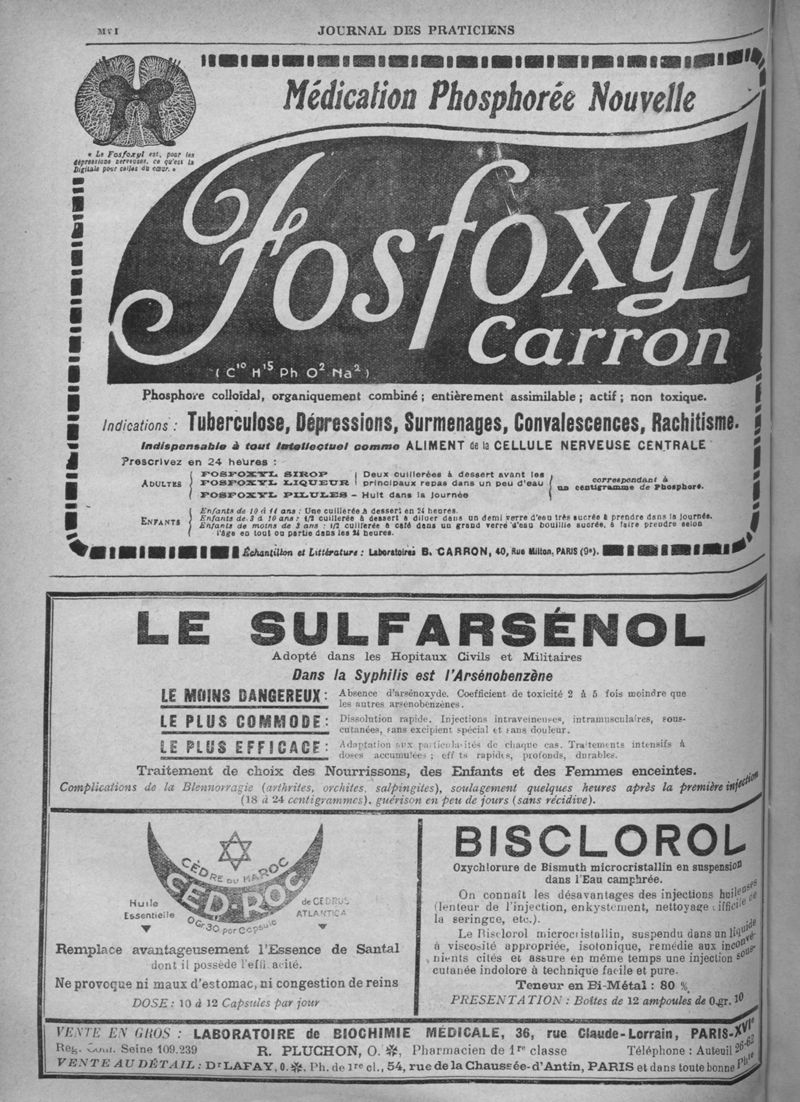 JOURNAL DES PRATICIENS
Médication Phosphorée Nouvelle
« Le Fosfoxyl est, pour les
dépressions nerveuses, ce qu'est la
Digitale pour celles du cœur. »
Fosfoxyl
Carron
( C¹⁰ H¹⁵ Ph O² Na² )
Phosphore colloïdal, organiquement combiné ; entièrement assimilable ; actif ; non toxique.
Indications : Tuberculose, Dépressions, Surmenages, Convalescences, Rachitisme.
Indispensable à tout Intellectuel comme ALIMENT de la CELLULE NERVEUSE CENTRALE
Prescrivez en 24 heures :
ADULTES
FOSFOXYL SIROP
FOSFOXYL LIQUEUR
Deux cuillerées à dessert avant les
principaux repas dans un peu d'eau
FOSFOXYL PILULES – Huit dans la journée
correspondant à
un centigramme de Phosphore.
ENFANTS
Enfants de 10 à 14 ans : Une cuillerée à dessert en 24 heures.
Enfants de 3 à 10 ans : 1/2 cuillerée à dessert à diluer dans un demi verre d'eau très sucrée à prendre dans la journée.
Enfants de moins de 3 ans : 1/2 cuillerée à café dans un grand verre d'eau bouillie sucrée, à faire prendre selon
l'âge en tout ou partie dans les 24 heures.
Échantillon et Littérature : Laboratoires B. CARRON, 40, Rue Milton, PARIS (9ᵉ).
LE SULFARSÉNOL
Adopté dans les Hopitaux Civils et Militaires
Dans la Syphilis est l'Arsénobenzène
LE MOINS DANGEREUX : Absence d'arsénoxyde. Coefficient de toxicité 2 à 5 fois moindre que
les autres arsénobenzènes.
LE PLUS COMMODE : Dissolution rapide. Injections intraveineuses, intramusculaires, sous-
cutanées, sans excipient spécial et sans douleur.
LE PLUS EFFICACE : Adaptation aux particularités de chaque cas. Traitements intensifs à
doses accumulées ; effets rapides, profonds, durables.
Traitement de choix des Nourrissons, des Enfants et des Femmes enceintes.
Complications de la Blennorragie (arthrites, orchites, salpingites), soulagement quelques heures après la première injection
(18 à 24 centigrammes), guérison en peu de jours (sans récidive).
CÈDRE DU MAROC
CÉD-ROC
0Gr30 par Capsule
Huile
Essentielle
de CEDRUS
ATLANTICA
Remplace avantageusement l'Essence de Santal
dont il possède l'efficacité.
Ne provoque ni maux d'estomac, ni congestion de reins
DOSE : 10 à 12 Capsules par jour
BISCLOROL
Oxychlorure de Bismuth microcristallin en suspension
dans l'Eau camphrée.
On connaît les désavantages des injections huileuses
(lenteur de l'injection, enkystement, nettoyage difficile de
la seringue, etc.).
Le Bisclorol microcristallin, suspendu dans un liquide
à viscosité appropriée, isotonique, remédie aux inconvé-
nients cités et assure en même temps une injection sous-
cutanée indolore à technique facile et pure.
Teneur en Bi-Métal : 80 %
PRESENTATION : Boîtes de 12 ampoules de 0gr. 10
VENTE EN GROS : LABORATOIRE de BIOCHIMIE MÉDICALE, 36, rue Claude-Lorrain, PARIS-XVIᵉ
Reg. Com. Seine 109.239 R. PLUCHON, O. ✻, Pharmacien de 1ʳᵉ classe Téléphone : Auteuil 26-62
VENTE AU DÉTAIL : Dʳ LAFAY, O. ✻. Ph. de 1ʳᵉ cl., 54, rue de la Chaussée-d'Antin, PARIS et dans toute bonne Phⁱᵉ